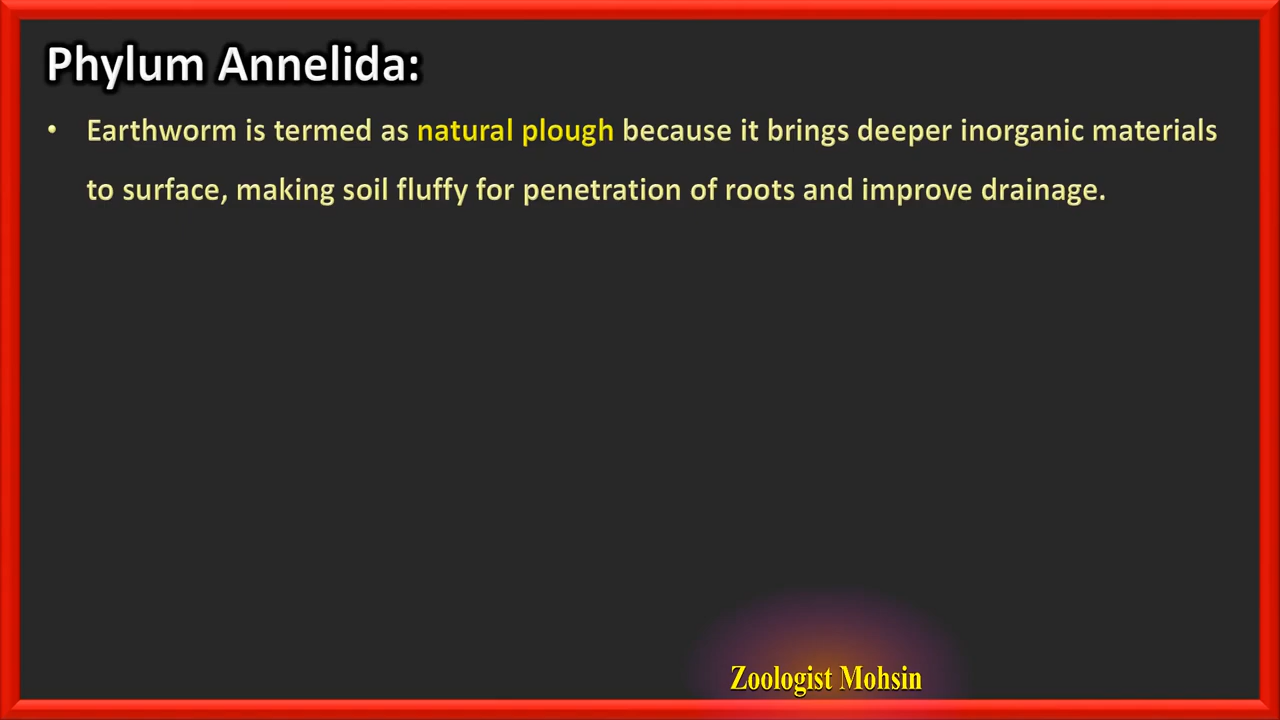 Phylum Annelida:
• Earthworm is termed as natural plough because it brings deeper inorganic materials
to surface, making soil fluffy for penetration of roots and improve drainage.
Zoologist Mohsin